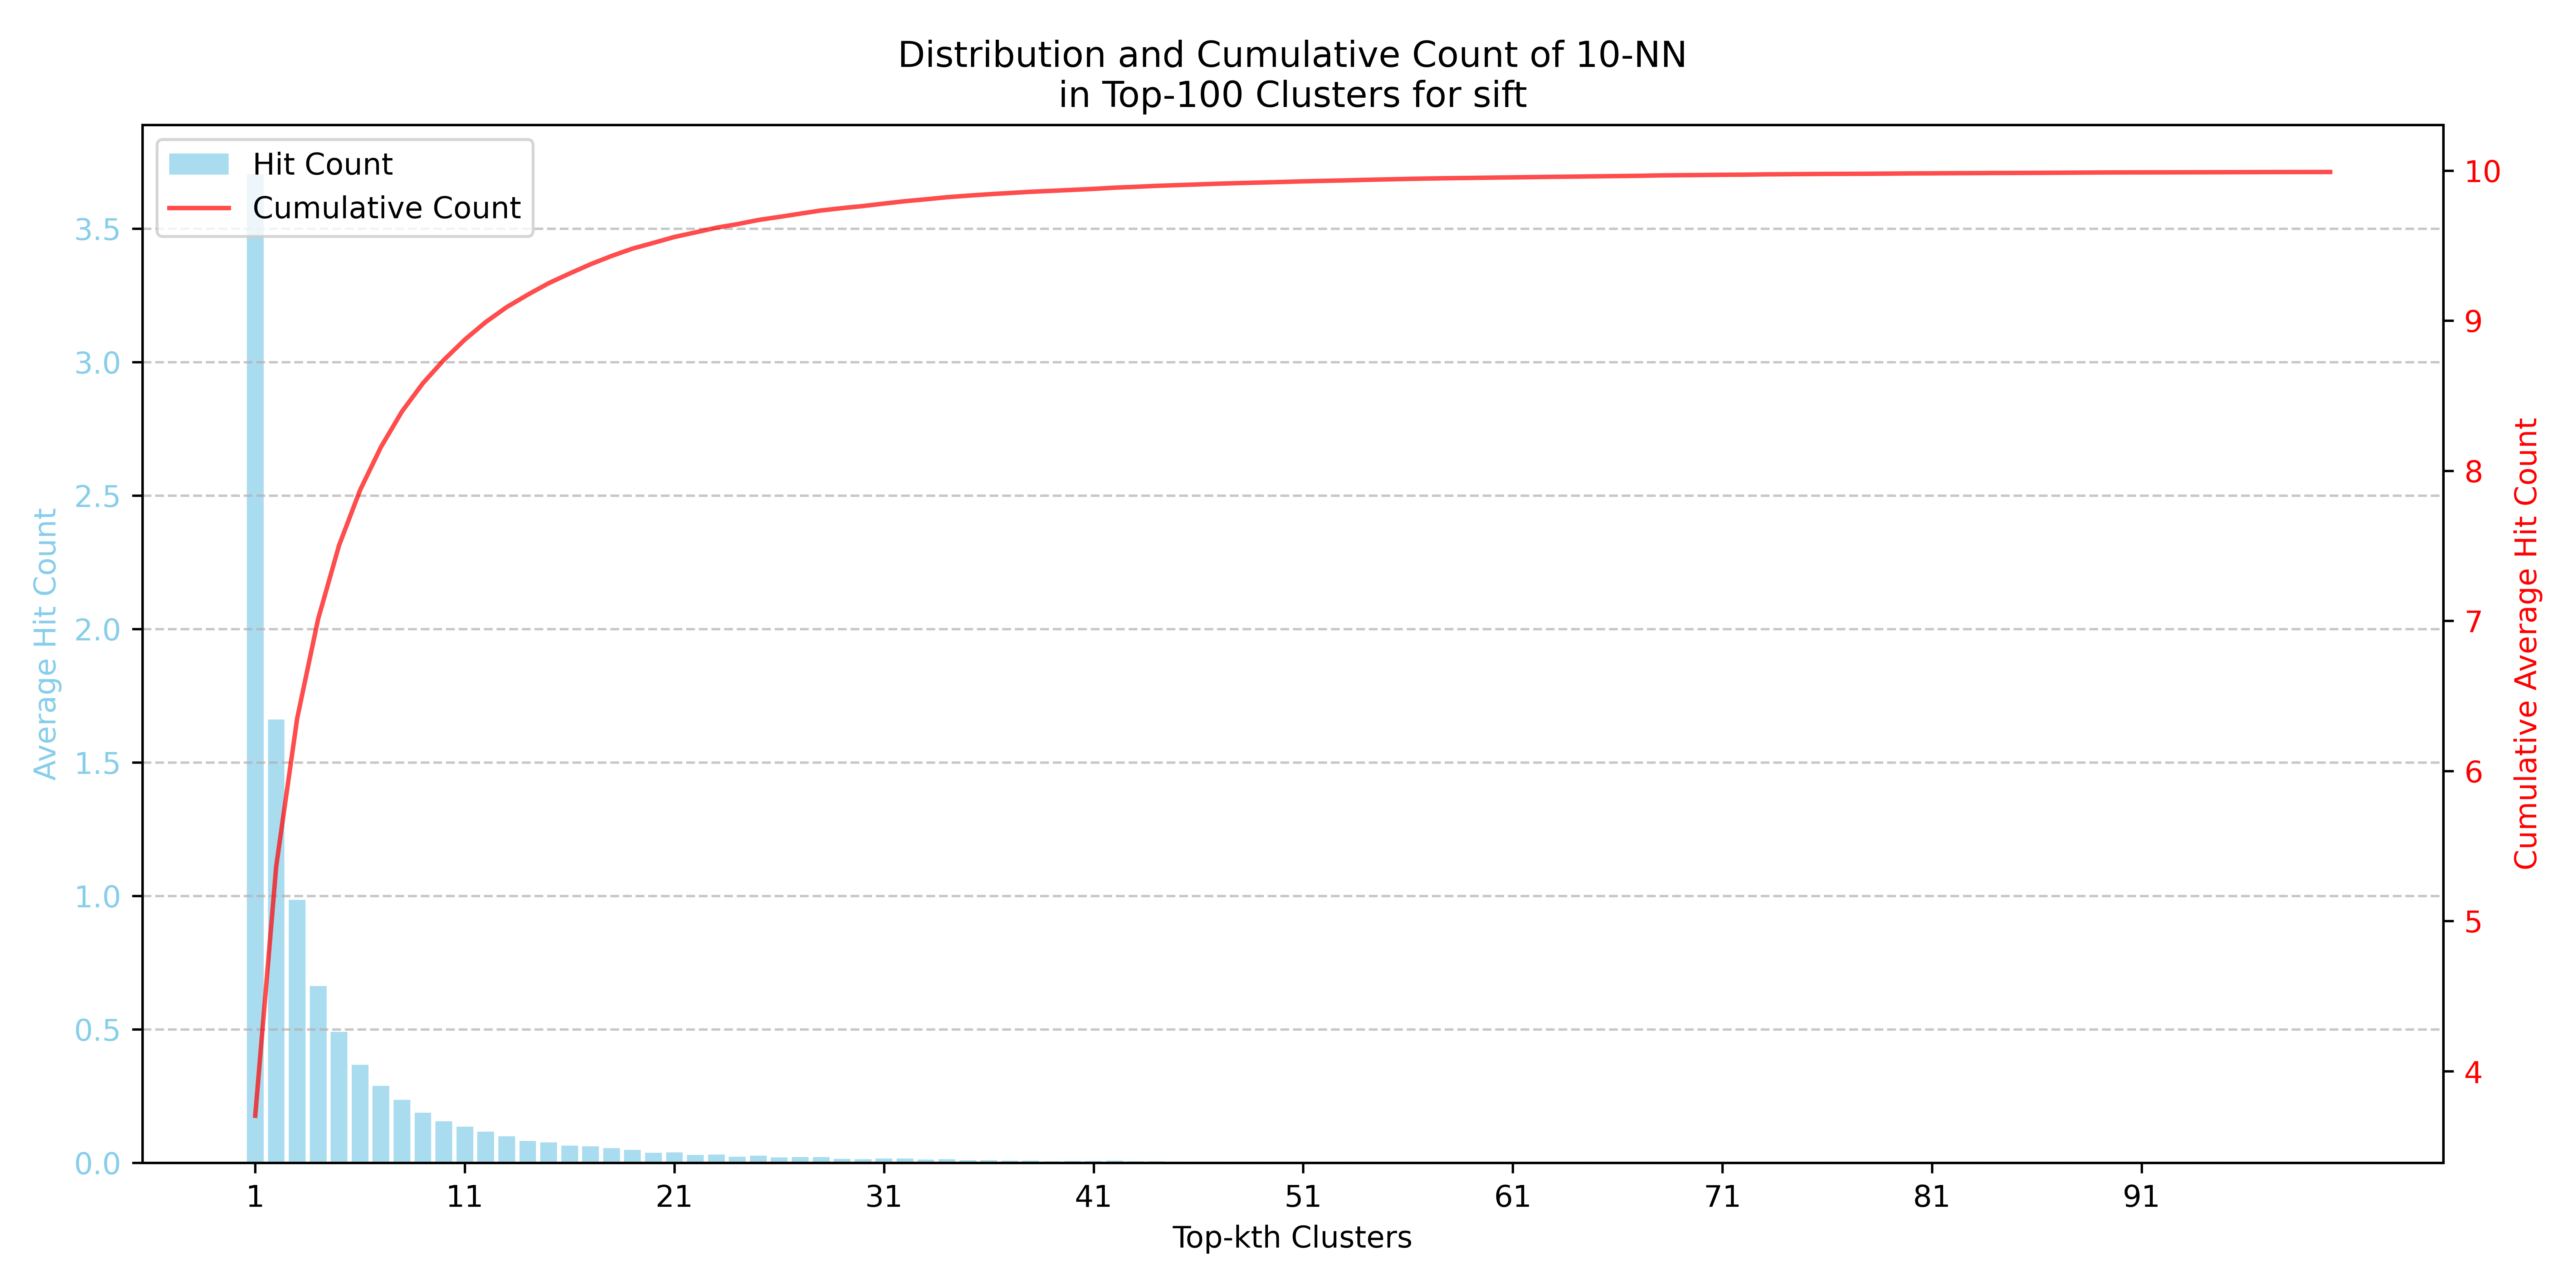 Distribution and Cumulative Count of 10-NN
in Top-100 Clusters for sift
Hit Count
Cumulative Count
Average Hit Count
3.5
3.0
2.5
2.0
1.5
1.0
0.5
0.0
10
9
8
7
6
5
4
Cumulative Average Hit Count
1 11 21 31 41 51 61 71 81 91
Top-kth Clusters